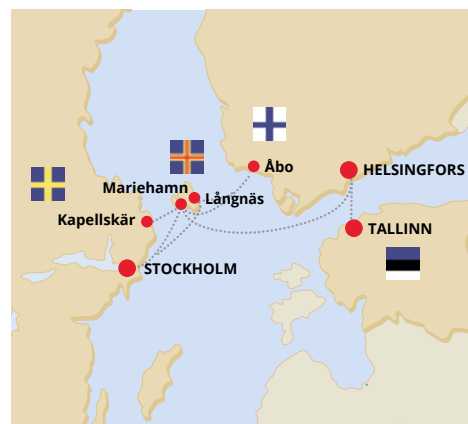 Åbo
HELSINGFORS
Mariehamn
Långnäs
Kapellskär
TALLINN
STOCKHOLM